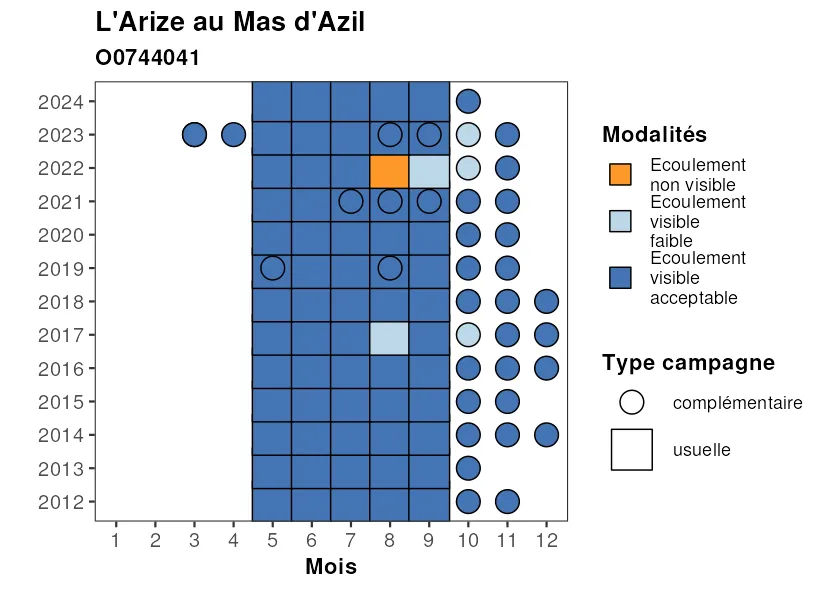 L'Arize au Mas d'Azil
O0744041
2024
2023
2022
2021
2020
2019
2018
2017
2016
2015
2014
2013
2012
1 2 3 4 5 6 7 8 9 10 11 12
Mois
Modalités
Ecoulement
non visible
Ecoulement
visible
faible
Ecoulement
visible
acceptable
Type campagne
complémentaire
usuelle